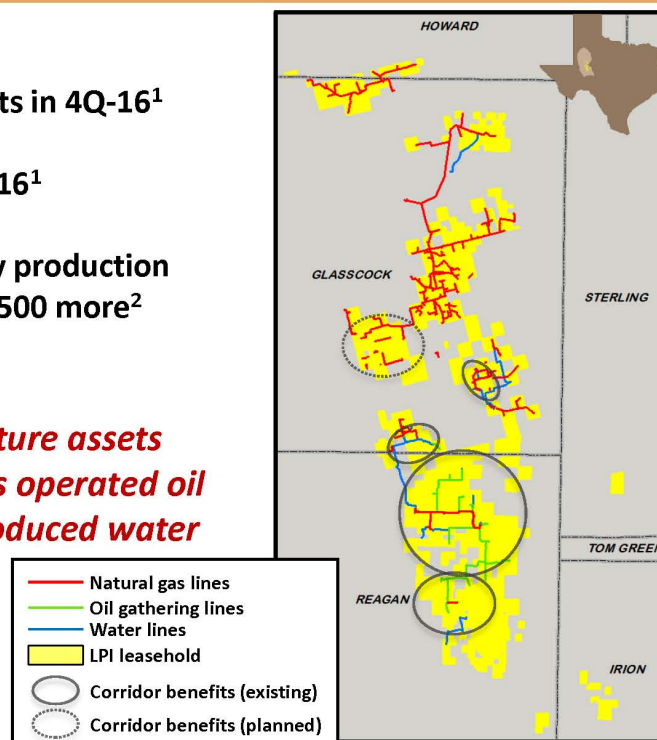 ts in 4Q-16¹
16¹
y production
500 more²
ture assets
s operated oil
oduced water
HOWARD
GLASSCOCK
STERLING
TOM GREEN
REAGAN
IRION
Natural gas lines
Oil gathering lines
Water lines
LPI leasehold
Corridor benefits (existing)
Corridor benefits (planned)